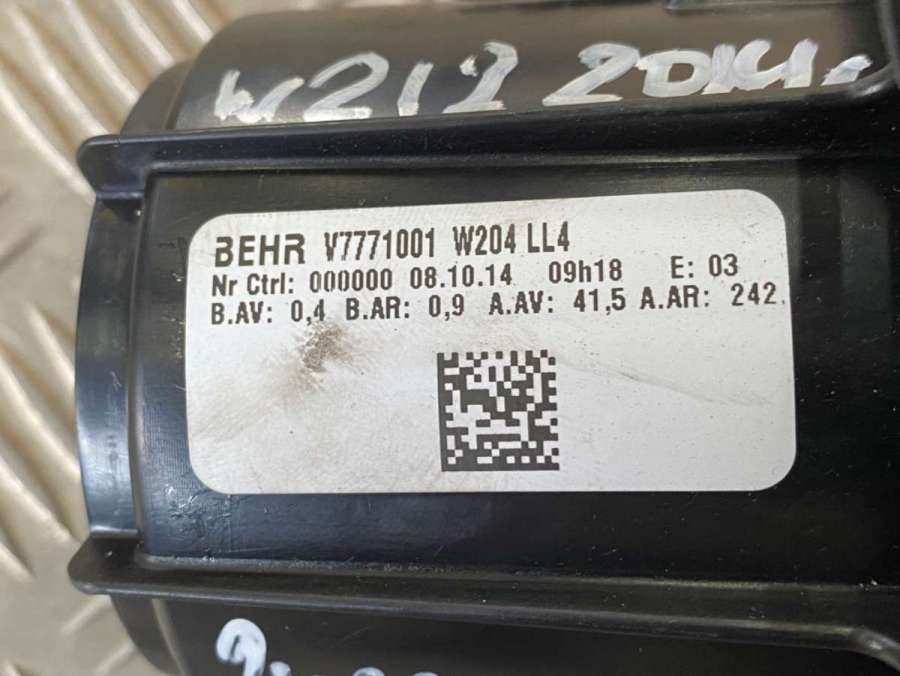 W212 2014.
BEHR V7771001 W204 LL4
Nr Ctrl: 000000 08.10.14 09h18 E: 03
B.AV: 0,4 B.AR: 0,9 A.AV: 41,5 A.AR: 242.